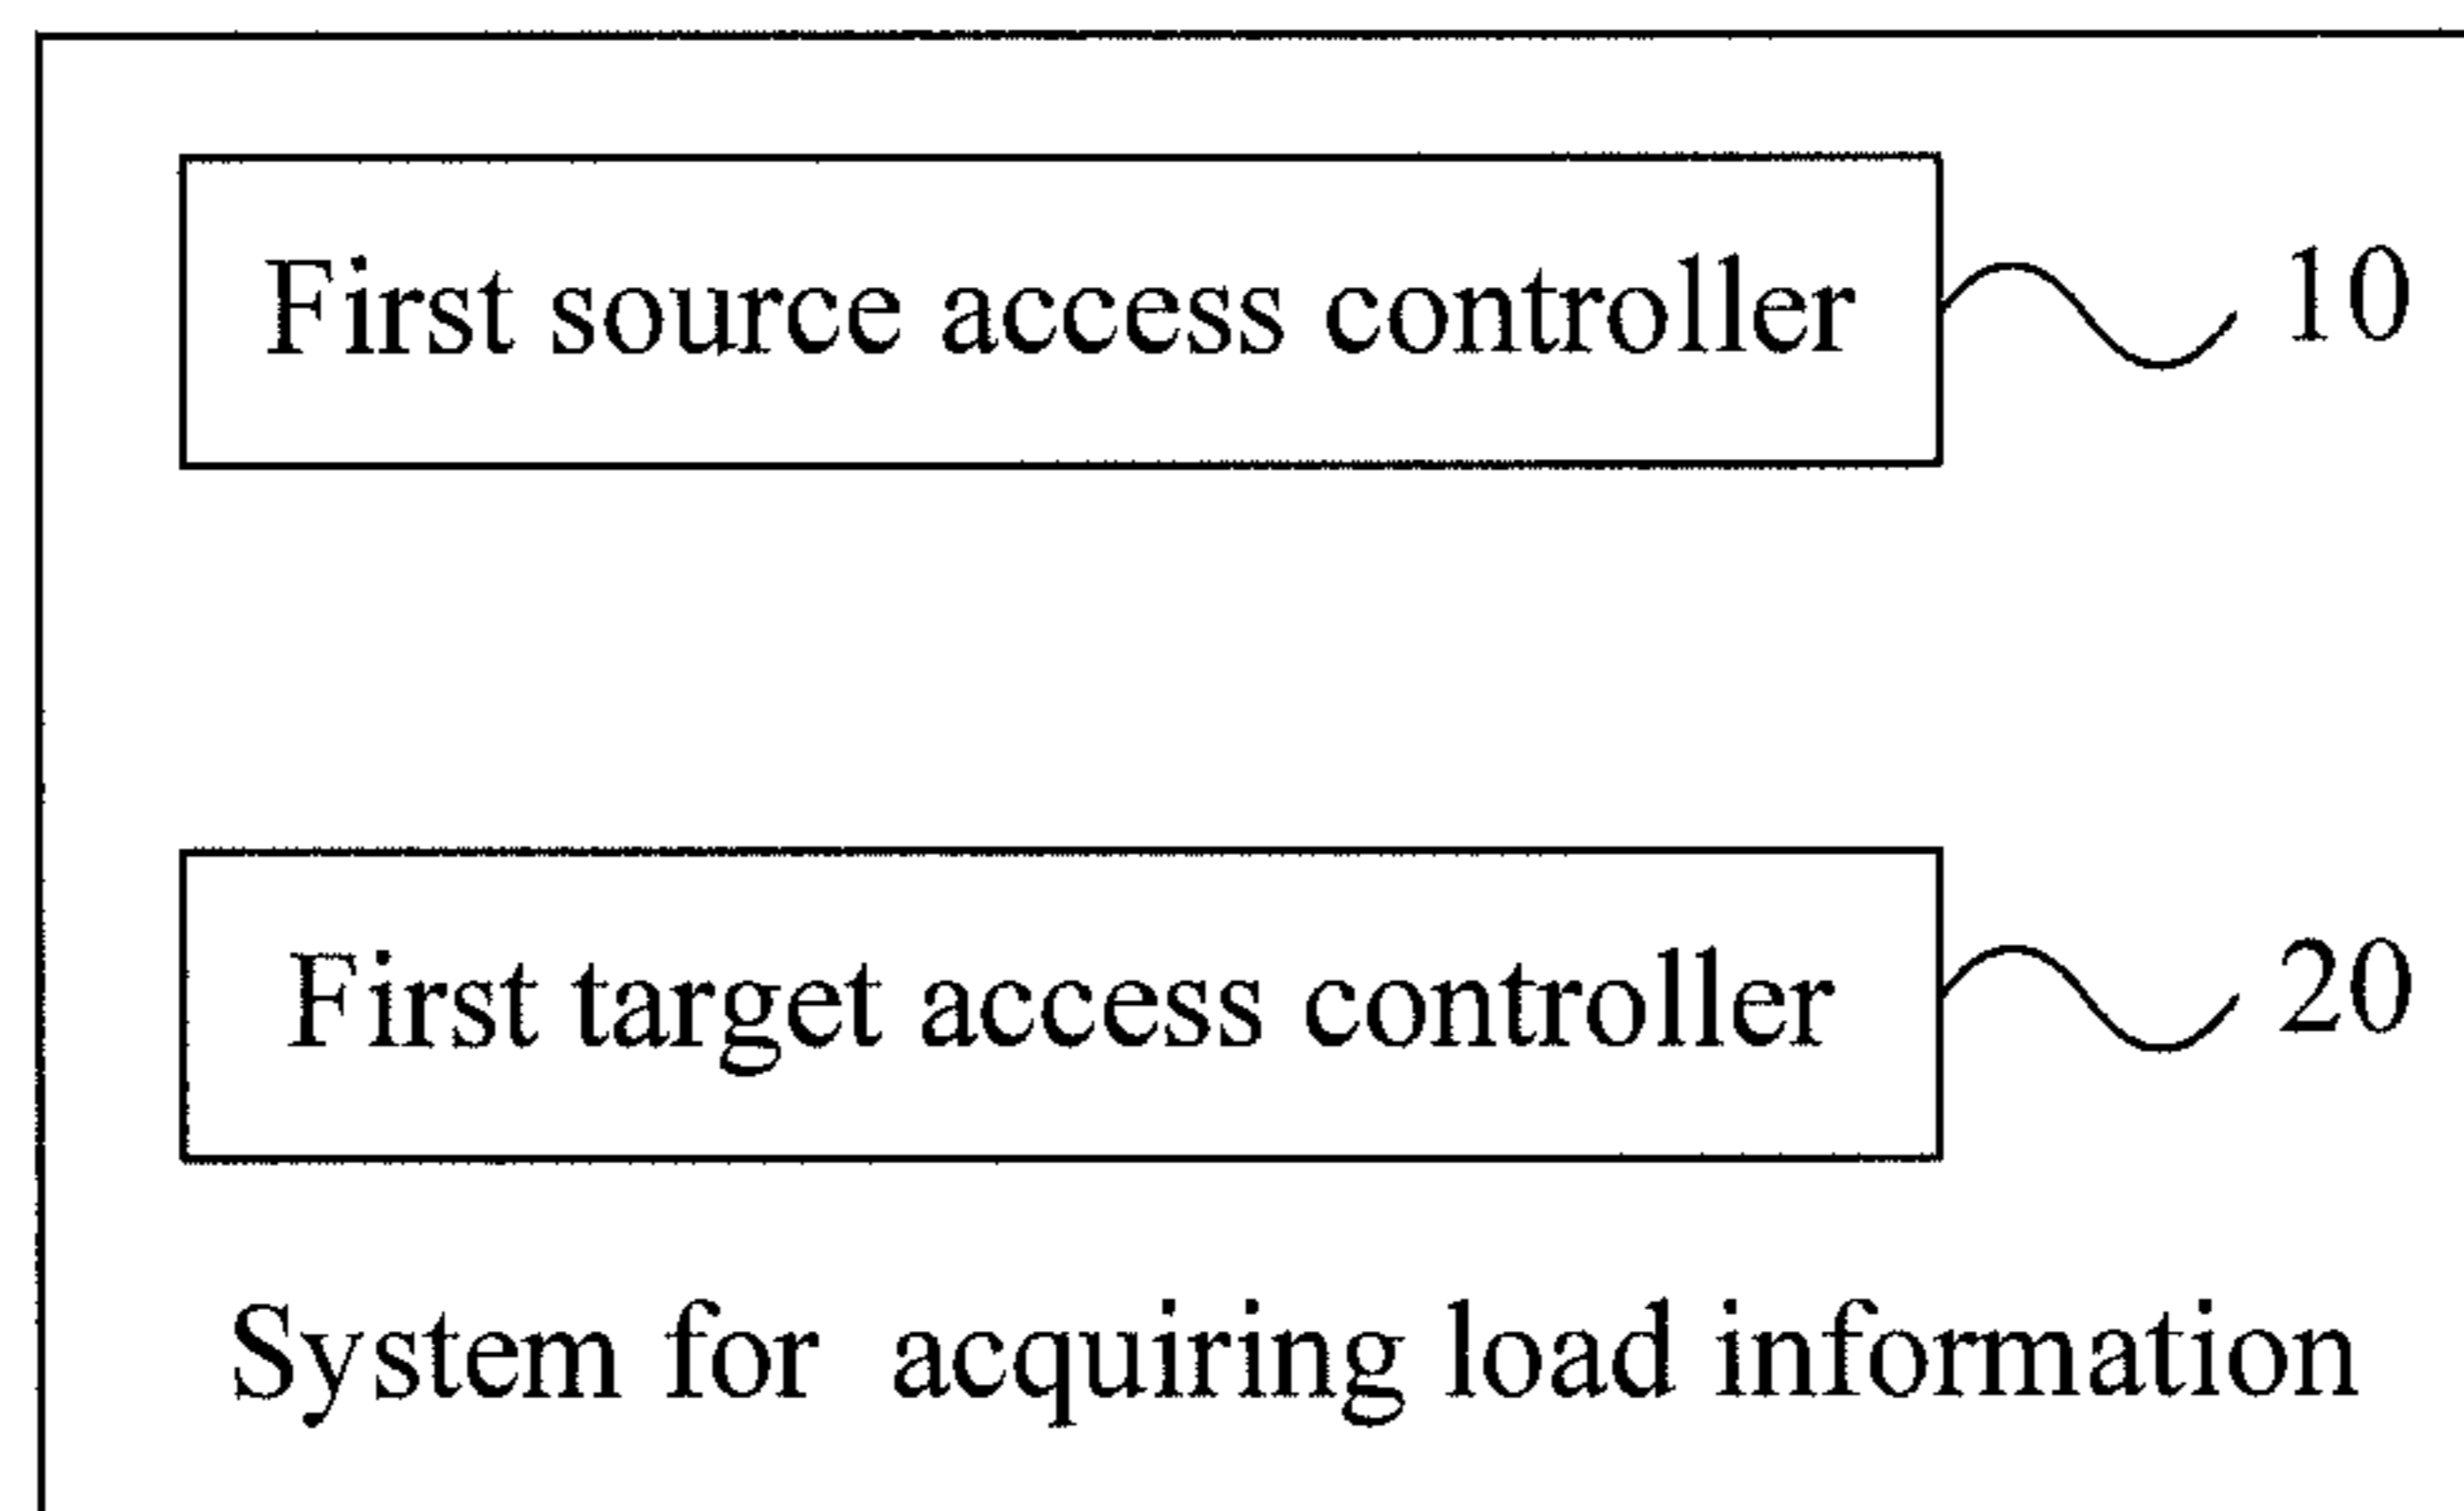 First source access controller 10
First target access controller 20
System for acquiring load information